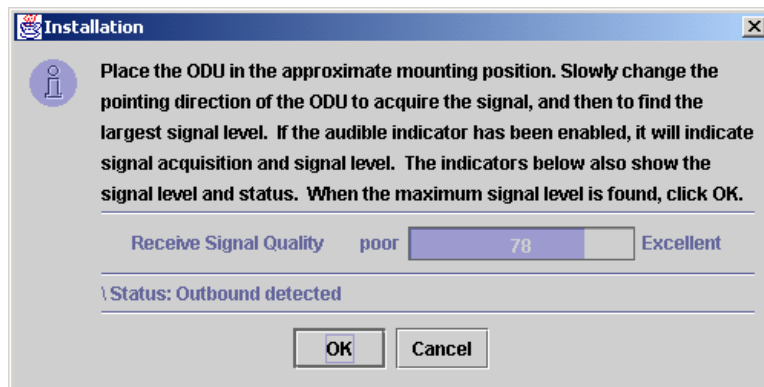 Installation
Place the ODU in the approximate mounting position. Slowly change the
pointing direction of the ODU to acquire the signal, and then to find the
largest signal level.  If the audible indicator has been enabled, it will indicate
signal acquisition and signal level.  The indicators below also show the
signal level and status.  When the maximum signal level is found, click OK.
Receive Signal Quality poor 78 Excellent
\ Status: Outbound detected
OK Cancel